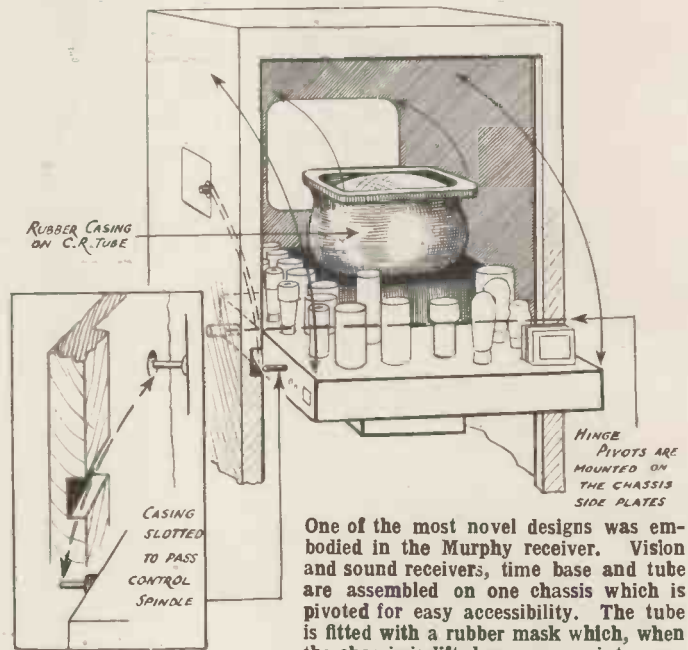 RUBBER CASING
ON C.R. TUBE
HINGE
PIVOTS ARE
MOUNTED ON
THE CHASSIS
SIDE PLATES
CASING
SLOTTED
TO PASS
CONTROL
SPINDLE
One of the most novel designs was em-
bodied in the Murphy receiver. Vision
and sound receivers, time base and tube
are assembled on one chassis which is
pivoted for easy accessibility. The tube
is fitted with a rubber mask which, when